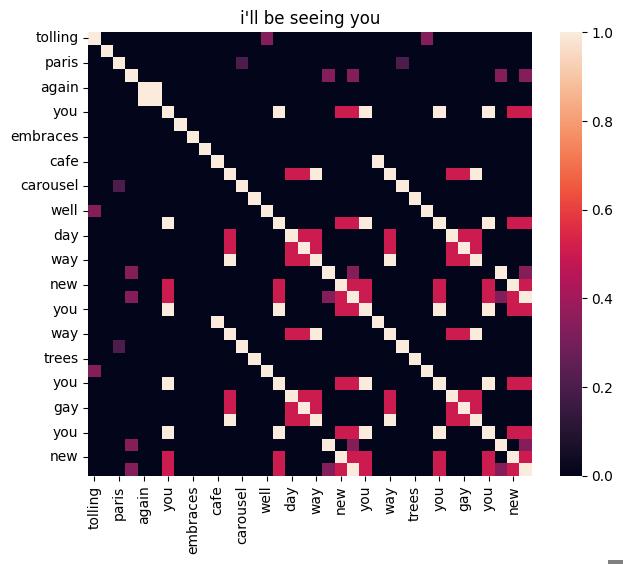 i'll be seeing you
tolling
paris
again
you
embraces
cafe
carousel
well
day
way
new
you
way
trees
you
gay
you
new
1.0
0.8
0.6
0.4
0.2
0.0
tolling
paris
again
you
embraces
cafe
carousel
well
day
way
new
you
way
trees
you
gay
you
new